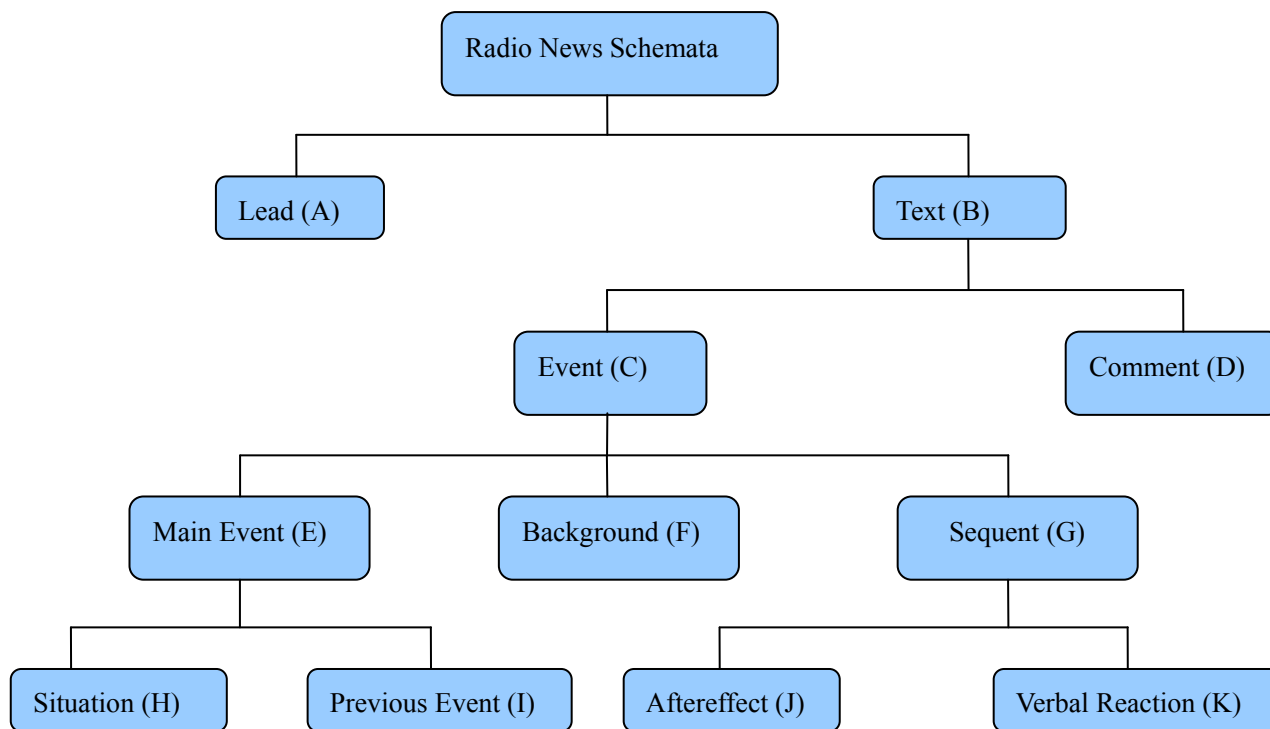 Radio News Schemata
Lead (A)
Text (B)
Event (C)
Comment (D)
Main Event (E)
Background (F)
Sequent (G)
Situation (H)
Previous Event (I)
Aftereffect (J)
Verbal Reaction (K)